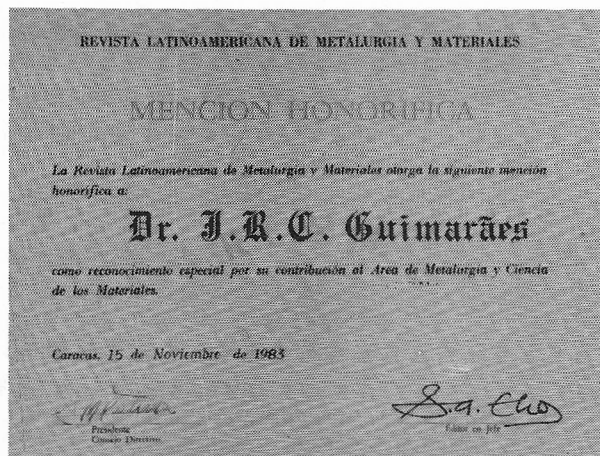 REVISTA LATINOAMERICANA DE METALURGIA Y MATERIALES
MENCION HONORIFICA
La Revista Latinoamericana de Metalurgia y Materiales otorga la siguiente mención
honorífica a:
Dr. J.R.C. Guimarães
como reconocimiento especial por su contribución al Area de Metalurgia y Ciencia
de los Materiales.
Caracas, 15 de Noviembre de 1983
Presidente
Consejo Directivo
Editor en Jefe